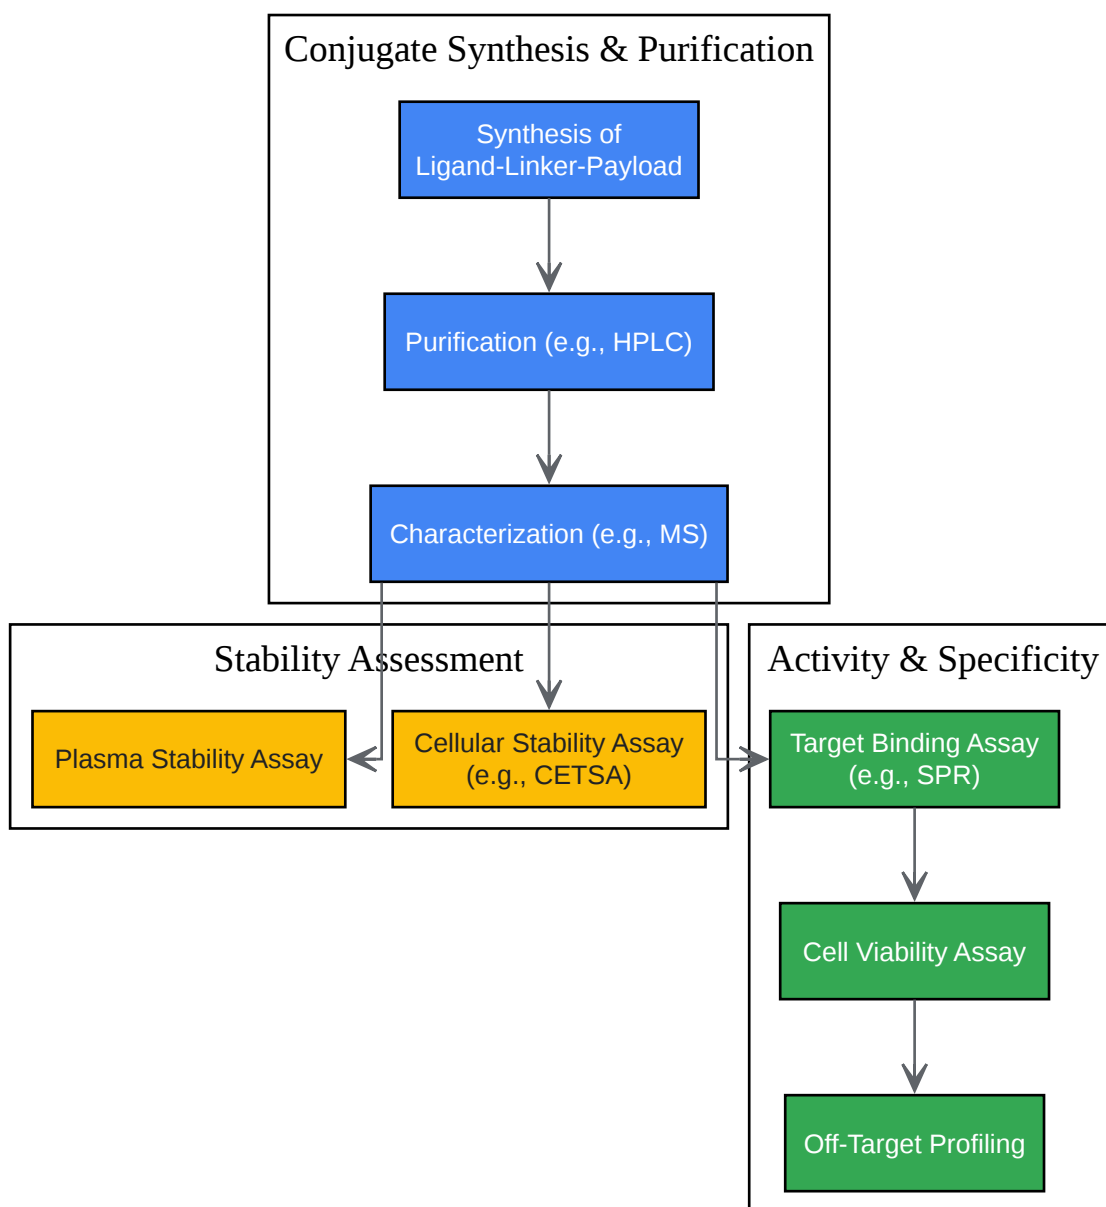 Conjugate Synthesis & Purification
Synthesis of
Ligand-Linker-Payload
Purification (e.g., HPLC)
Characterization (e.g., MS)
Stability Assessment
Plasma Stability Assay
Cellular Stability Assay
(e.g., CETSA)
Activity & Specificity
Target Binding Assay
(e.g., SPR)
Cell Viability Assay
Off-Target Profiling